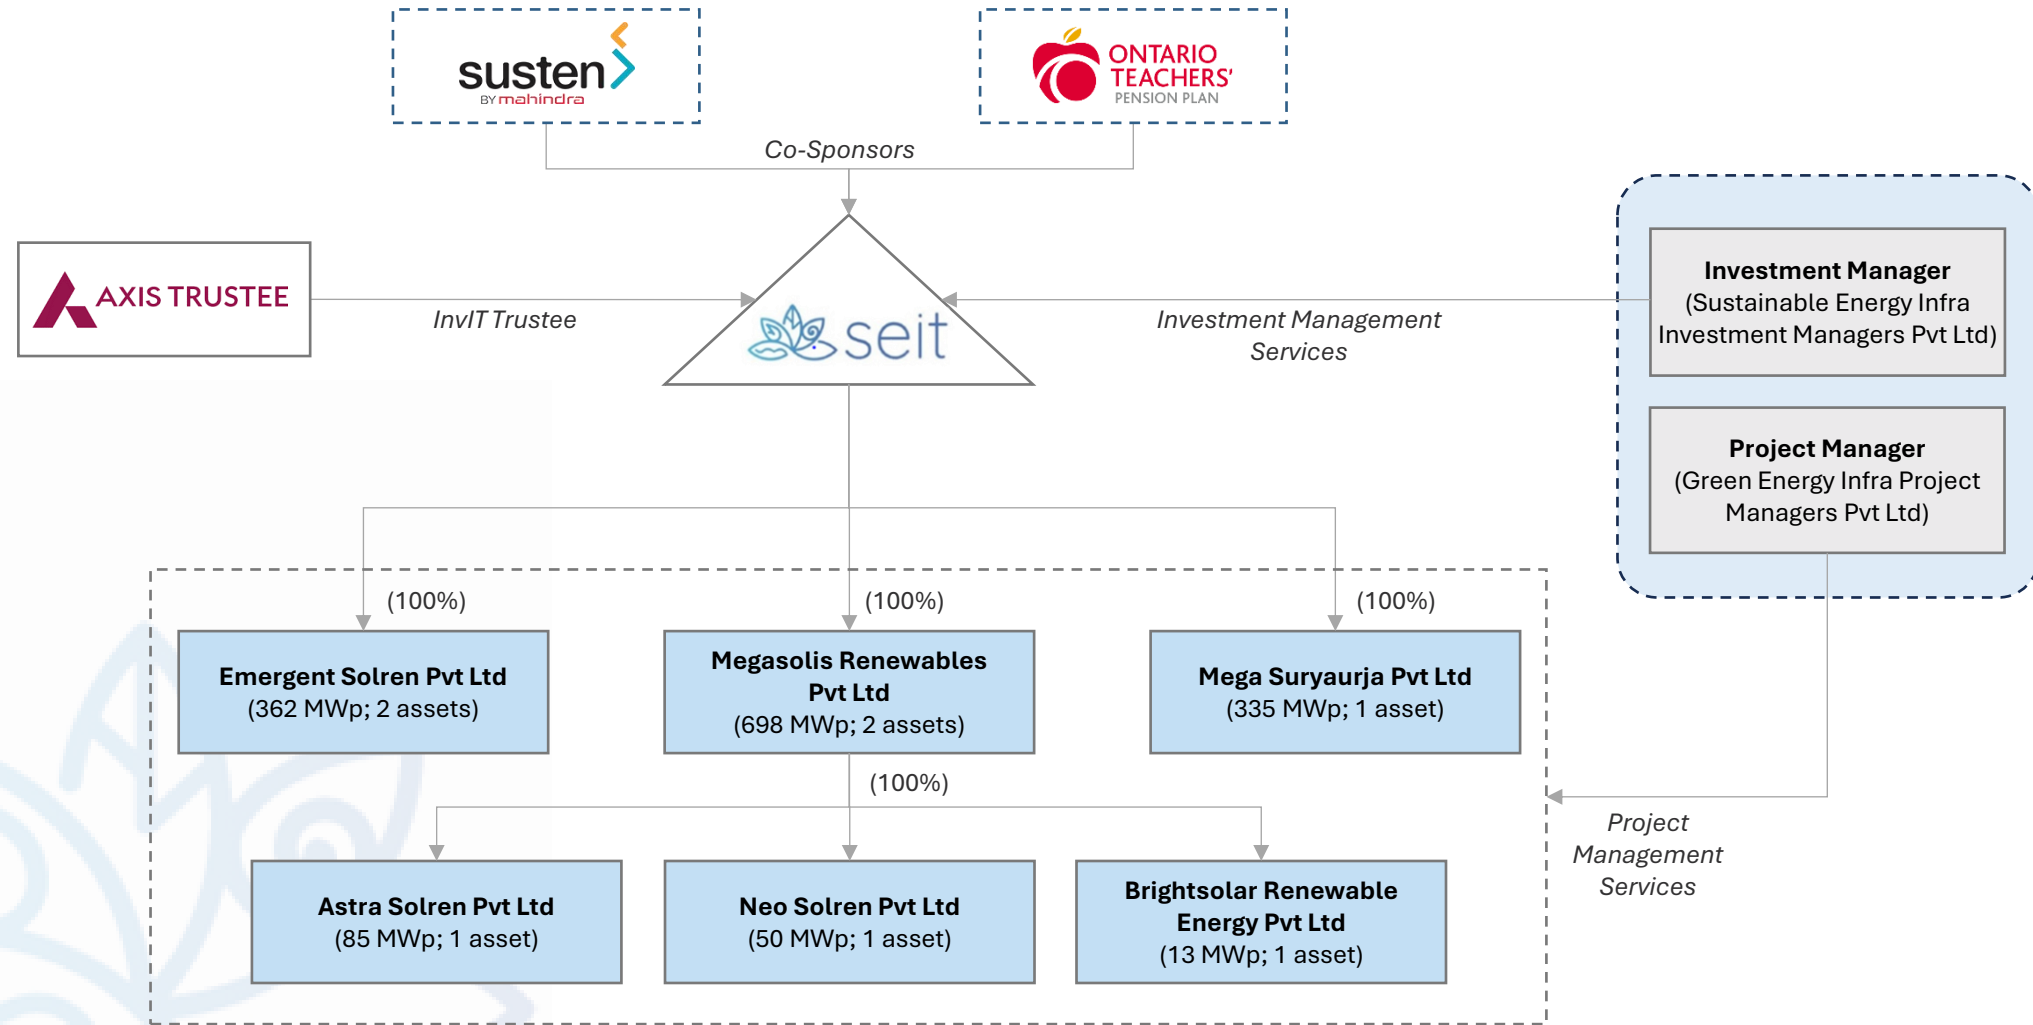 susten
BY mahindra
ONTARIO
TEACHERS'
PENSION PLAN
Co-Sponsors
AXIS TRUSTEE
InvIT Trustee
seit
Investment Management
Services
Investment Manager
(Sustainable Energy Infra
Investment Managers Pvt Ltd)
Project Manager
(Green Energy Infra Project
Managers Pvt Ltd)
(100%)
(100%)
(100%)
Emergent Solren Pvt Ltd
(362 MWp; 2 assets)
Megasolis Renewables
Pvt Ltd
(698 MWp; 2 assets)
Mega Suryaurja Pvt Ltd
(335 MWp; 1 asset)
(100%)
Project
Management
Services
Astra Solren Pvt Ltd
(85 MWp; 1 asset)
Neo Solren Pvt Ltd
(50 MWp; 1 asset)
Brightsolar Renewable
Energy Pvt Ltd
(13 MWp; 1 asset)